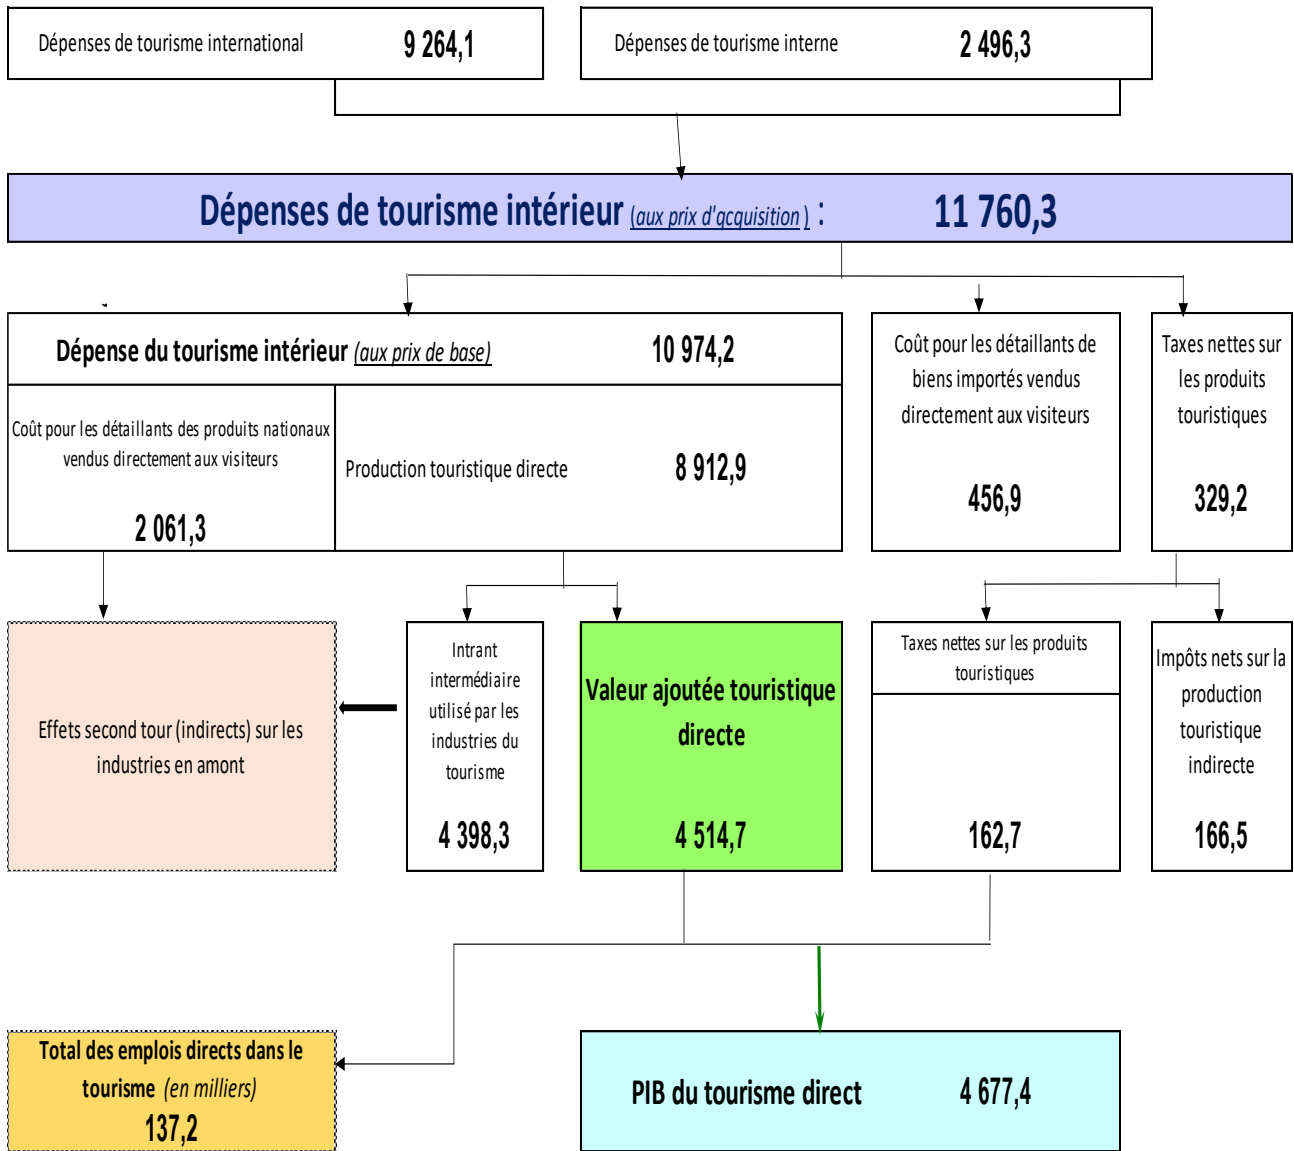 Dépenses de tourisme international 9 264,1
Dépenses de tourisme interne 2 496,3
Dépenses de tourisme intérieur (aux prix d'qcquisition ) : 11 760,3
Dépense du tourisme intérieur (aux prix de base) 10 974,2
Coût pour les détaillants des produits nationaux
vendus directement aux visiteurs
2 061,3
Production touristique directe 8 912,9
Coût pour les détaillants de
biens importés vendus
directement aux visiteurs
456,9
Taxes nettes sur
les produits
touristiques
329,2
Effets second tour (indirects) sur les
industries en amont
Intrant
intermédiaire
utilisé par les
industries du
tourisme
4 398,3
Valeur ajoutée touristique
directe
4 514,7
Taxes nettes sur les produits
touristiques
162,7
Impôts nets sur la
production
touristique
indirecte
166,5
Total des emplois directs dans le
tourisme (en milliers)
137,2
PIB du tourisme direct 4 677,4